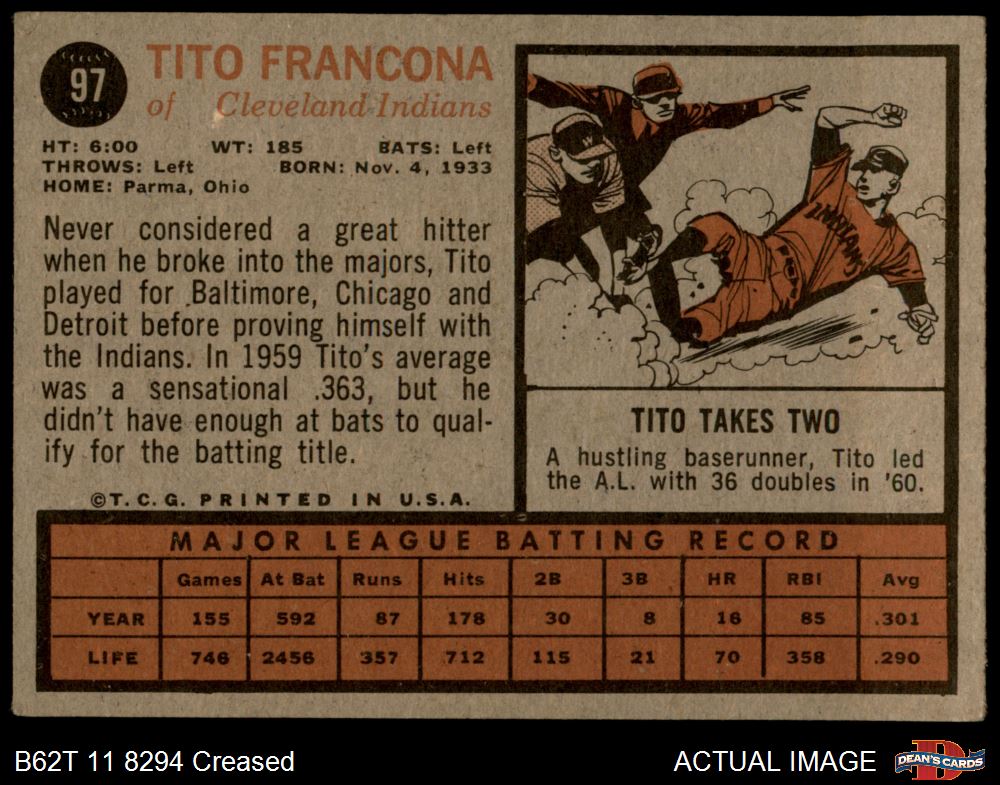 97
TITO FRANCONA
of Cleveland Indians
HT: 6:00 WT: 185 BATS: Left
THROWS: Left BORN: Nov. 4, 1933
HOME: Parma, Ohio
Never considered a great hitter
when he broke into the majors, Tito
played for Baltimore, Chicago and
Detroit before proving himself with
the Indians. In 1959 Tito's average
was a sensational .363, but he
didn't have enough at bats to qual-
ify for the batting title.
©T.C.G. PRINTED IN U.S.A.
INDIANS
TITO TAKES TWO
A hustling baserunner, Tito led
the A.L. with 36 doubles in '60.
MAJOR LEAGUE BATTING RECORD
Games At Bat Runs Hits 2B 3B HR RBI Avg
YEAR 155 592 87 178 30 8 16 85 .301
LIFE 746 2456 357 712 115 21 70 358 .290
B62T 11 8294 Creased
ACTUAL IMAGE
D
DEAN'S CARDS